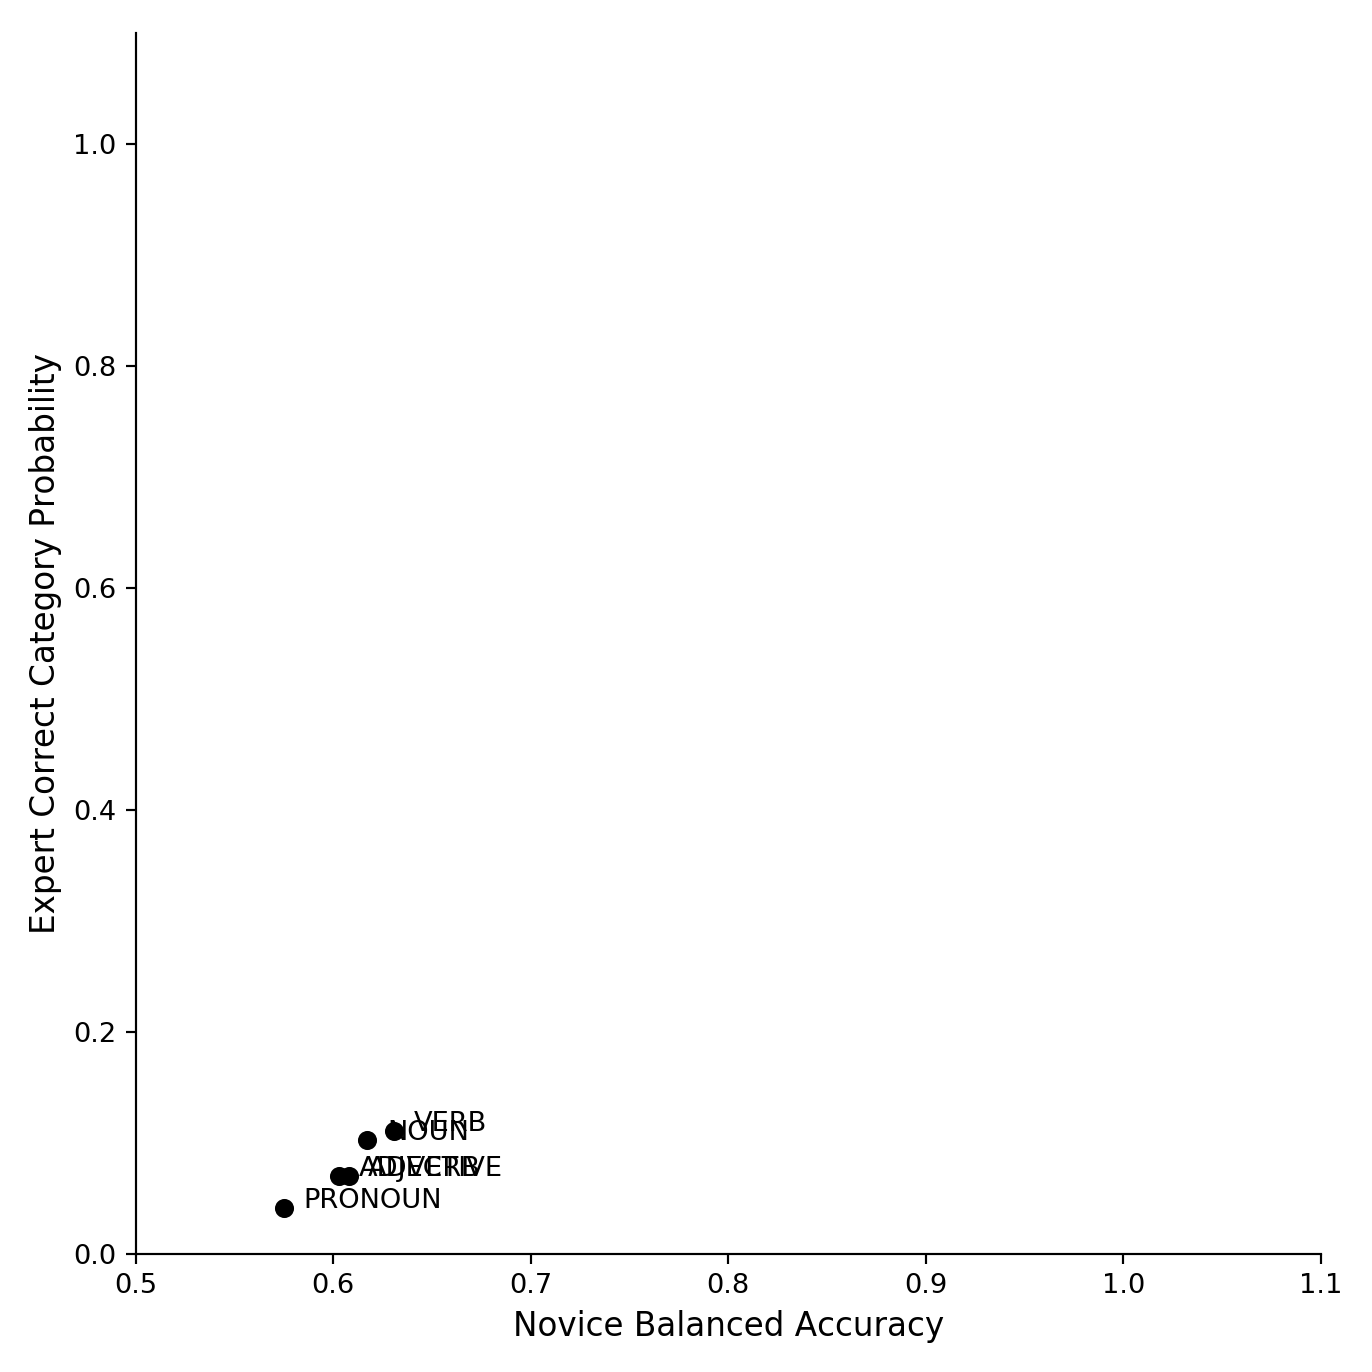 1.0
0.8
0.6
0.4
0.2
0.0
Expert Correct Category Probability
VERB
NOUN
ADVERB
ADJECTIVE
PRONOUN
0.5 0.6 0.7 0.8 0.9 1.0 1.1
Novice Balanced Accuracy